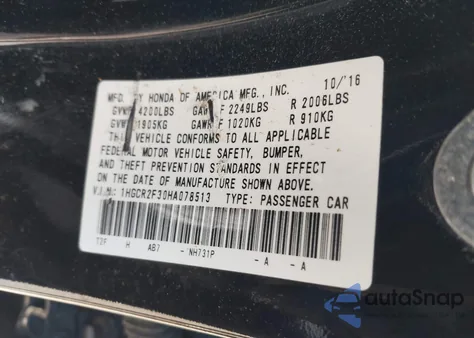 MFD. BY HONDA OF AMERICA MFG., INC. 10/'16
GVWR 4200LBS GAWR F 2249LBS R 2006LBS
GVWR 1905KG GAWR F 1020KG R 910KG
THIS VEHICLE CONFORMS TO ALL APPLICABLE
FEDERAL MOTOR VEHICLE SAFETY, BUMPER,
AND THEFT PREVENTION STANDARDS IN EFFECT
ON THE DATE OF MANUFACTURE SHOWN ABOVE.
V.I.N.: 1HGCR2F30HA078513 TYPE: PASSENGER CAR
T2F H AB7 - NH731P - A - A
autoSnap